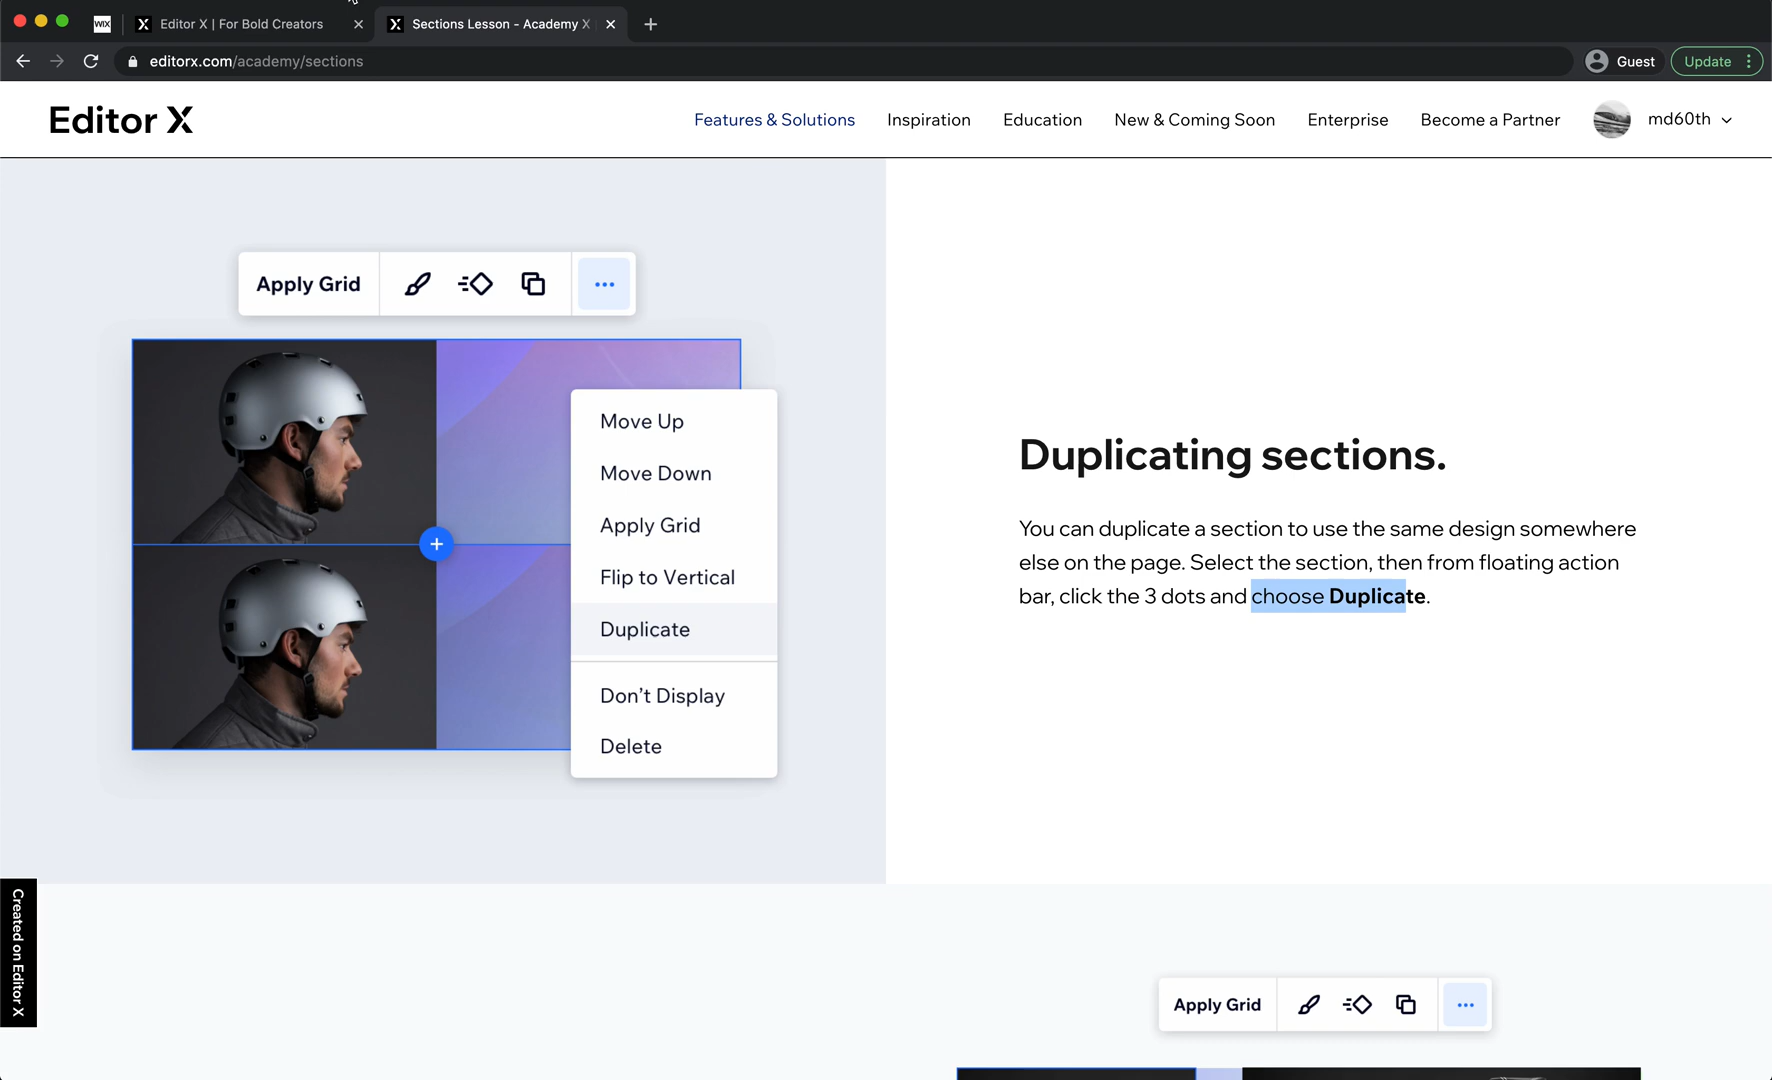 WIX
X
Editor X | For Bold Creators
X
Sections Lesson - Academy X
editorx.com/academy/sections
Guest
Update
Editor X
Features & Solutions
Inspiration
Education
New & Coming Soon
Enterprise
Become a Partner
md60th
Apply Grid
Move Up
Move Down
Apply Grid
Flip to Vertical
Duplicate
Don't Display
Delete
Duplicating sections.
You can duplicate a section to use the same design somewhere
else on the page. Select the section, then from floating action
bar, click the 3 dots and choose Duplicate.
Created on Editor X
Apply Grid